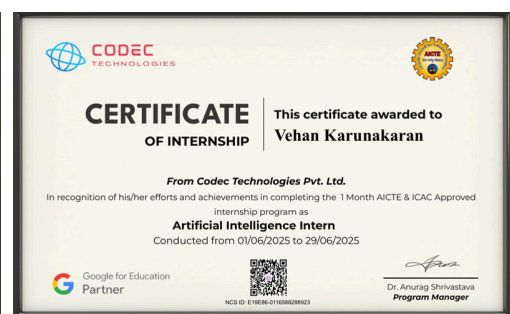 CODEC
TECHNOLOGIES
AICTE
CERTIFICATE
OF INTERNSHIP
This certificate awarded to
Vehan Karunakaran
From Codec Technologies Pvt. Ltd.
In recognition of his/her efforts and achievements in completing the 1 Month AICTE & ICAC Approved
internship program as
Artificial Intelligence Intern
Conducted from 01/06/2025 to 29/06/2025
Google for Education
Partner
NCS ID: E19E86-0116588288923
Dr. Anurag Shrivastava
Program Manager